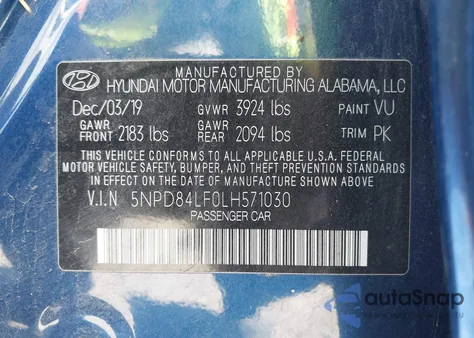 MANUFACTURED BY
HYUNDAI MOTOR MANUFACTURING ALABAMA, LLC
Dec/03/19 GVWR 3924 lbs PAINT VU
GAWR FRONT 2183 lbs GAWR REAR 2094 lbs TRIM PK
THIS VEHICLE CONFORMS TO ALL APPLICABLE U.S.A. FEDERAL
MOTOR VEHICLE SAFETY, BUMPER, AND THEFT PREVENTION STANDARDS
IN EFFECT ON THE DATE OF MANUFACTURE SHOWN ABOVE.
V.I.N 5NPD84LF0LH571030
PASSENGER CAR
autoSnap